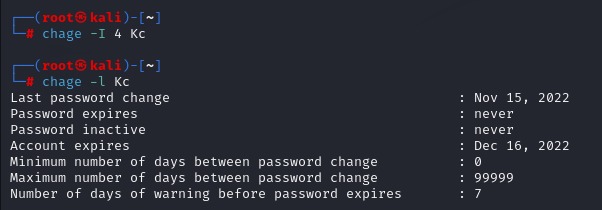 ┌──(root㉿kali)-[~]
└─# chage -I 4 Kc
┌──(root㉿kali)-[~]
└─# chage -l Kc
Last password change : Nov 15, 2022
Password expires : never
Password inactive : never
Account expires : Dec 16, 2022
Minimum number of days between password change : 0
Maximum number of days between password change : 99999
Number of days of warning before password expires : 7